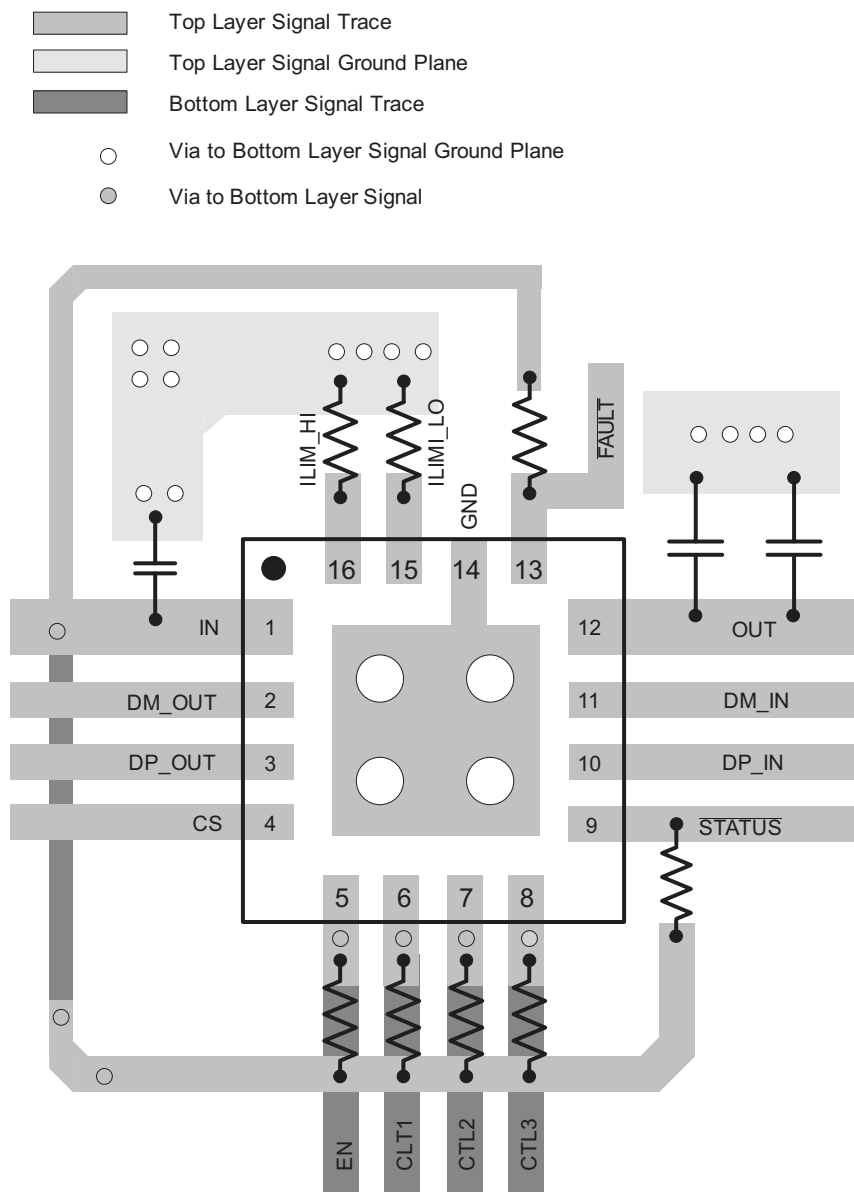 Top Layer Signal Trace
Top Layer Signal Ground Plane
Bottom Layer Signal Trace
Via to Bottom Layer Signal Ground Plane
Via to Bottom Layer Signal
ILIM_HI
ILIMI_LO
GND
FAULT
16
15
14
13
IN
1
12
OUT
DM_OUT
2
11
DM_IN
DP_OUT
3
10
DP_IN
CS
4
9
STATUS
5
6
7
8
EN
CLT1
CTL2
CTL3